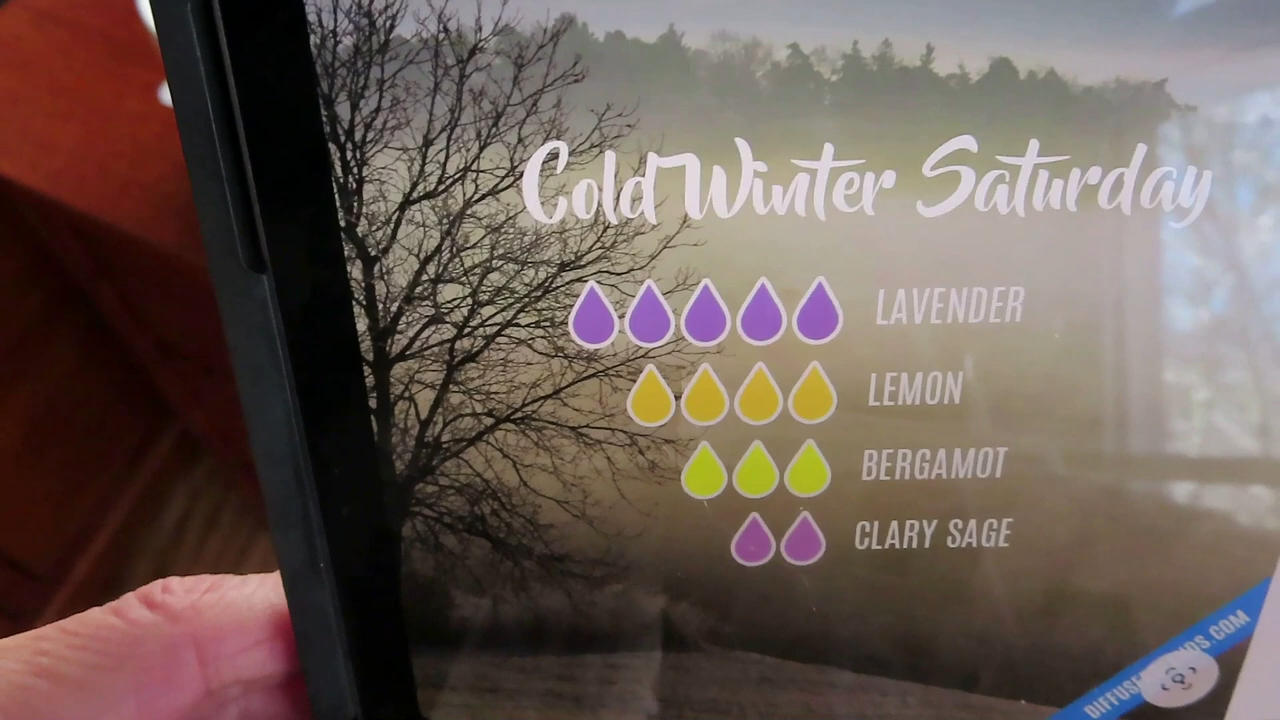 Cold Winter Saturday
LAVENDER
LEMON
BERGAMOT
CLARY SAGE